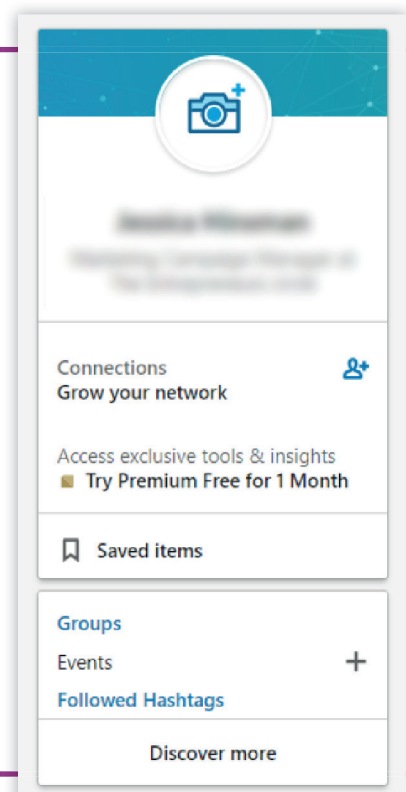 Connections
Grow your network
Access exclusive tools & insights
Try Premium Free for 1 Month
Saved items
Groups
Events
Followed Hashtags
Discover more